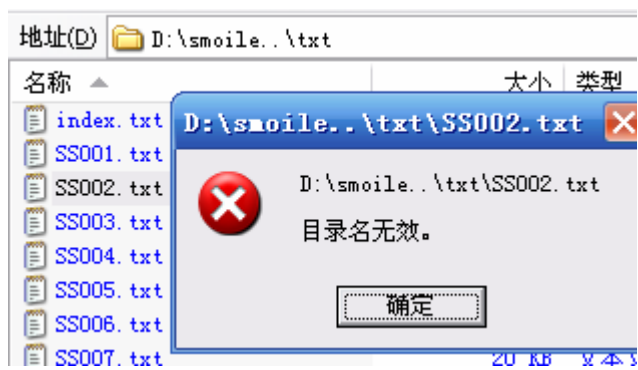 地址(D) D:\smoile..\txt
名称 大小 类型
index.txt
SS001.txt
SS002.txt
SS003.txt
SS004.txt
SS005.txt
SS006.txt
SS007.txt 20 KB
D:\smoile..\txt\SS002.txt
D:\smoile..\txt\SS002.txt
目录名无效。
确定